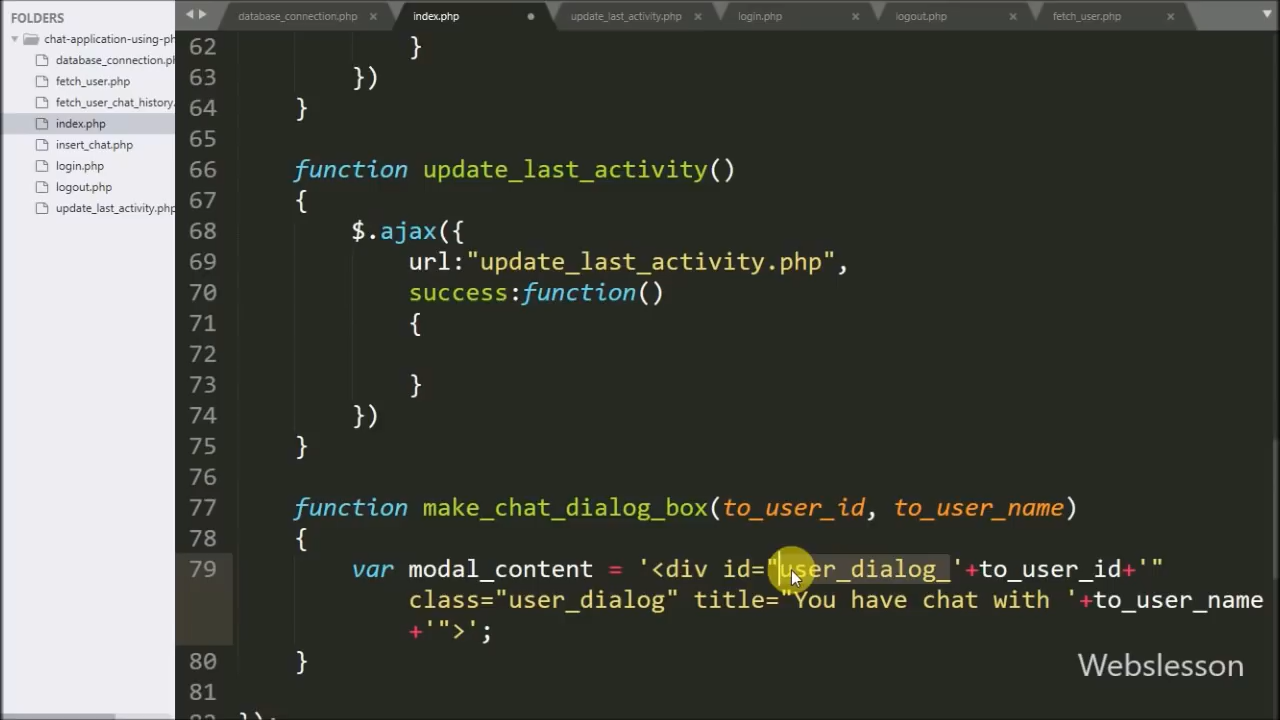 FOLDERS
chat-application-using-ph
database_connection.ph
fetch_user.php
fetch_user_chat_history.
index.php
insert_chat.php
login.php
logout.php
update_last_activity.php
database_connection.php × index.php update_last_activity.php × login.php × logout.php × fetch_user.php ×
62 }
63 })
64 }
65
66 function update_last_activity()
67 {
68 $.ajax({
69 url:"update_last_activity.php",
70 success:function()
71 {
72
73 }
74 })
75 }
76
77 function make_chat_dialog_box(to_user_id, to_user_name)
78 {
79 var modal_content = '<div id="user_dialog_'+to_user_id+'"
class="user_dialog" title="You have chat with '+to_user_name
+'">';
80 }
81
Webslesson